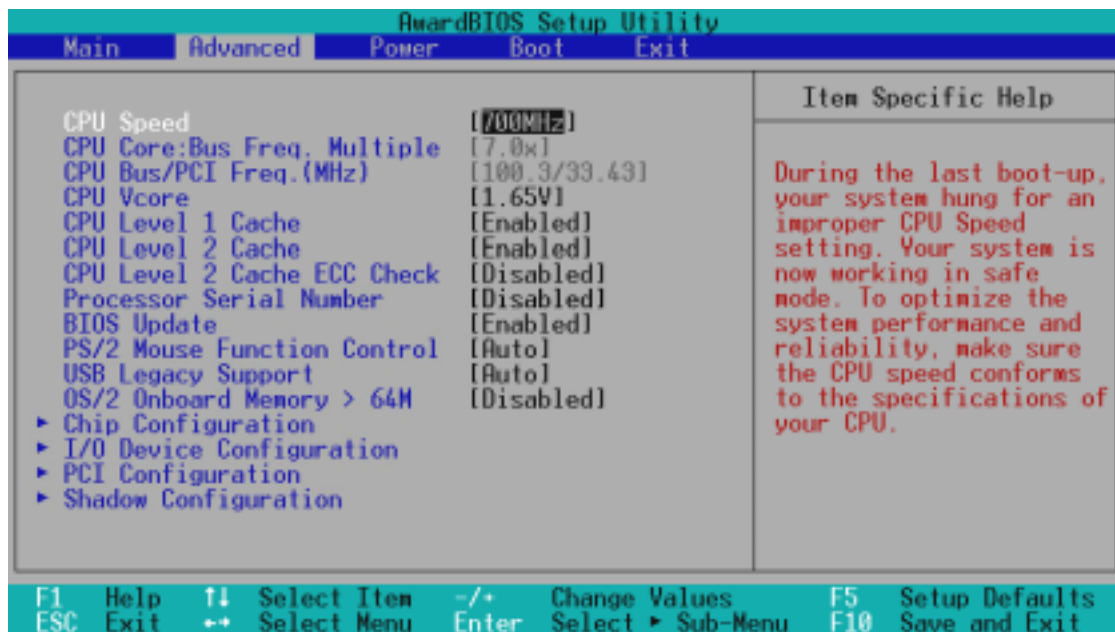 AwardBIOS Setup Utility
Main Advanced Power Boot Exit
CPU Speed [700MHz]
CPU Core:Bus Freq. Multiple [7.0x]
CPU Bus/PCI Freq.(MHz) [100.3/33.43]
CPU Vcore [1.65V]
CPU Level 1 Cache [Enabled]
CPU Level 2 Cache [Enabled]
CPU Level 2 Cache ECC Check [Disabled]
Processor Serial Number [Disabled]
BIOS Update [Enabled]
PS/2 Mouse Function Control [Auto]
USB Legacy Support [Auto]
OS/2 Onboard Memory > 64M [Disabled]
▸ Chip Configuration
▸ I/O Device Configuration
▸ PCI Configuration
▸ Shadow Configuration
Item Specific Help
During the last boot-up,
your system hung for an
improper CPU Speed
setting. Your system is
now working in safe
mode. To optimize the
system performance and
reliability, make sure
the CPU speed conforms
to the specifications of
your CPU.
F1 Help ↑↓ Select Item -/+ Change Values F5 Setup Defaults
ESC Exit ←→ Select Menu Enter Select ▸ Sub-Menu F10 Save and Exit